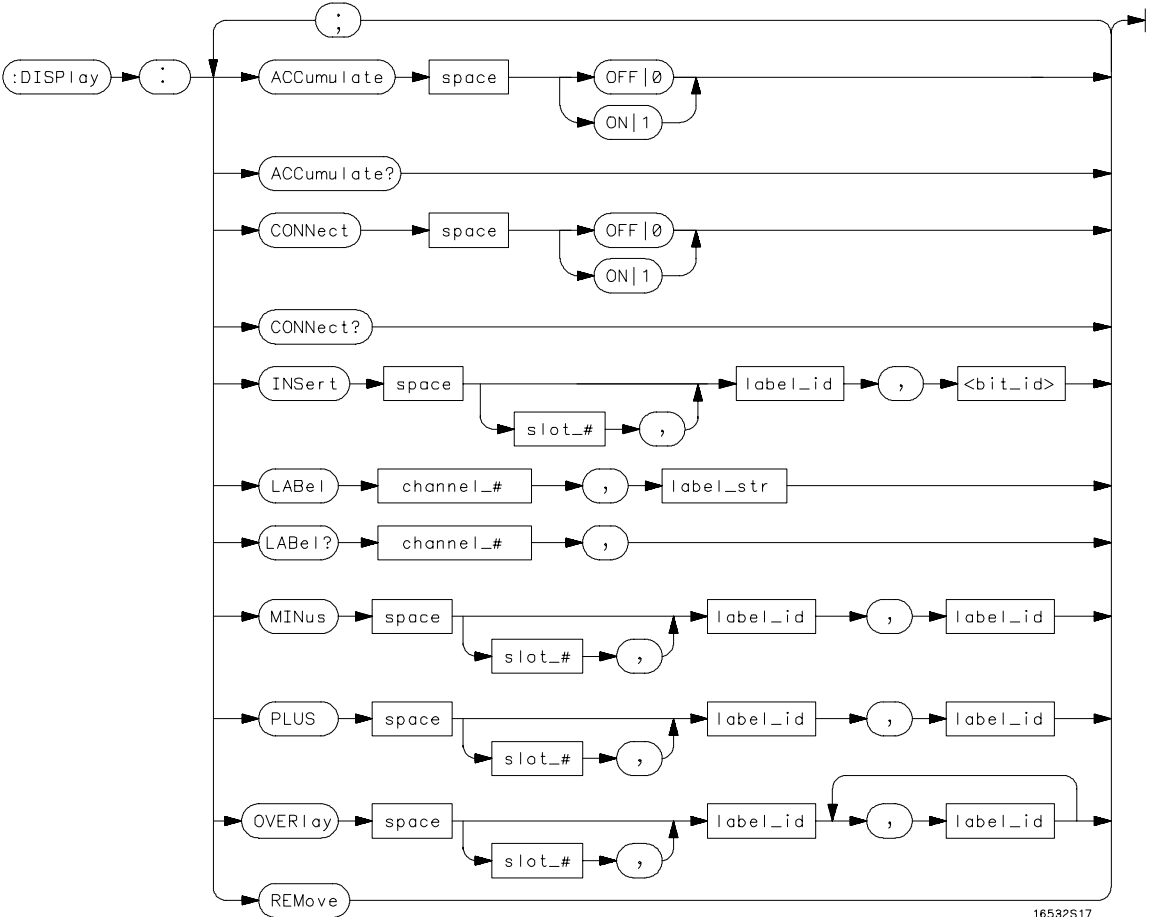 ;
:DISPlay : ACCumulate space OFF|0
ON|1
ACCumulate?
CONNect space OFF|0
ON|1
CONNect?
INSert space label_id , <bit_id>
slot_# ,
LABel channel_# , label_str
LABel? channel_# ,
MINus space label_id , label_id
slot_# ,
PLUS space label_id , label_id
slot_# ,
OVERlay space label_id , label_id
slot_# ,
REMove
16532S17